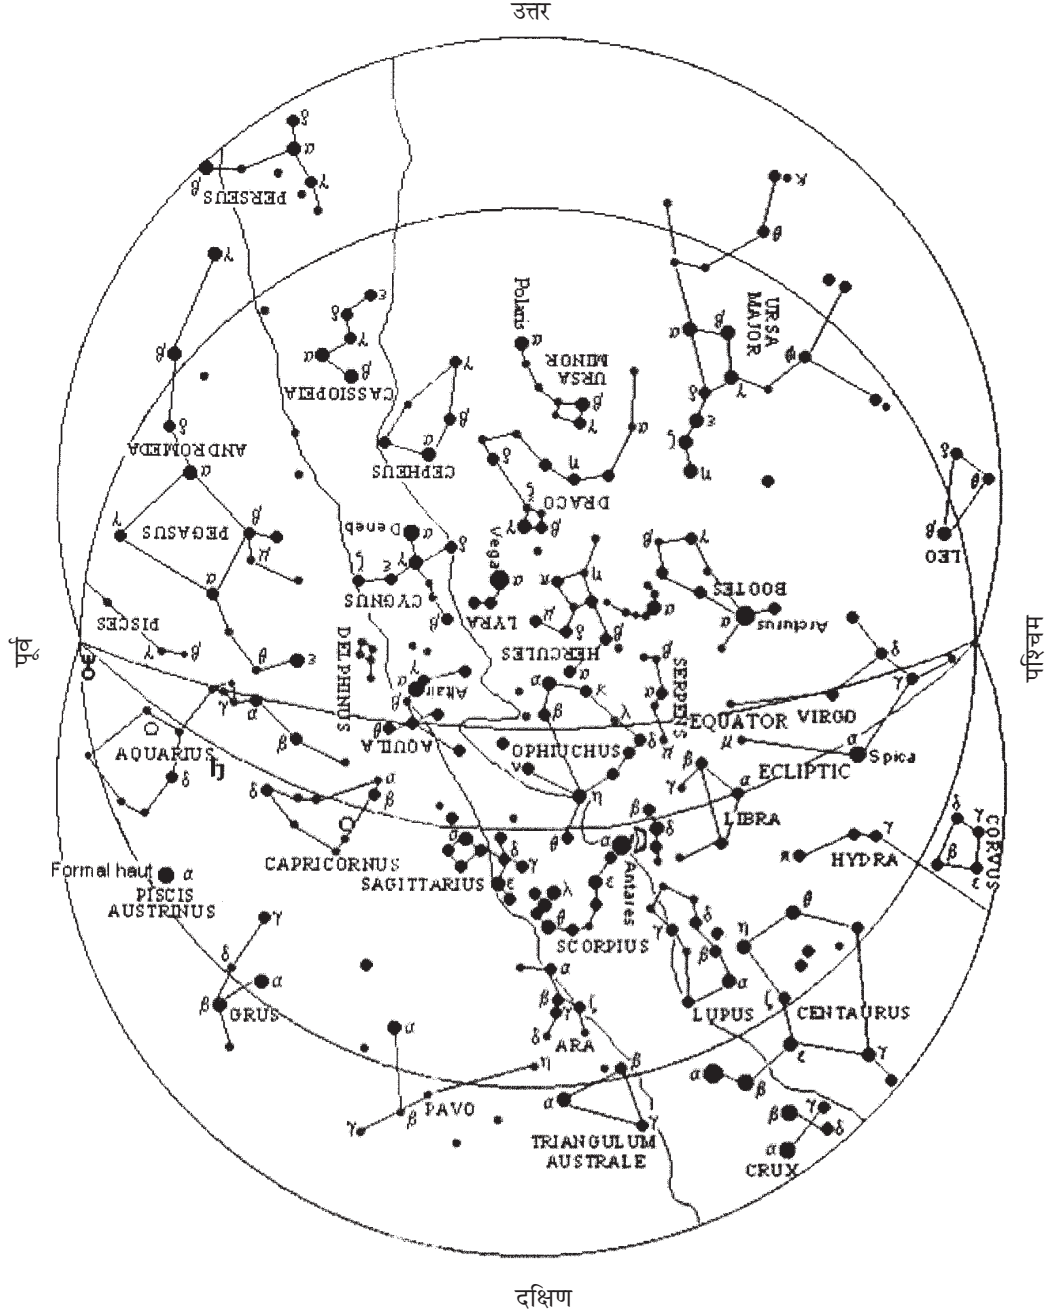 उत्तर
PERSEUS
Polaris
URSA
MAJOR
URSA
MINOR
CASSIOPEIA
ANDROMEDA
CEPHEUS
DRACO
PEGASUS
Deneb
Vega
LEO
BOOTES
CYGNUS
LYRA
Arcturus
PISCES
HERCULES
पूर्व
पश्चिम
DELPHINUS
Altair
SERPENS
AQUILA
EQUATOR
VIRGO
AQUARIUS
OPHIUCHUS
Spica
ECLIPTIC
LIBRA
CAPRICORNUS
HYDRA
CORVUS
SAGITTARIUS
Antares
Formal haut α
PISCIS
AUSTRINUS
SCORPIUS
GRUS
LUPUS
CENTAURUS
ARA
PAVO
TRIANGULUM
AUSTRALE
CRUX
दक्षिण